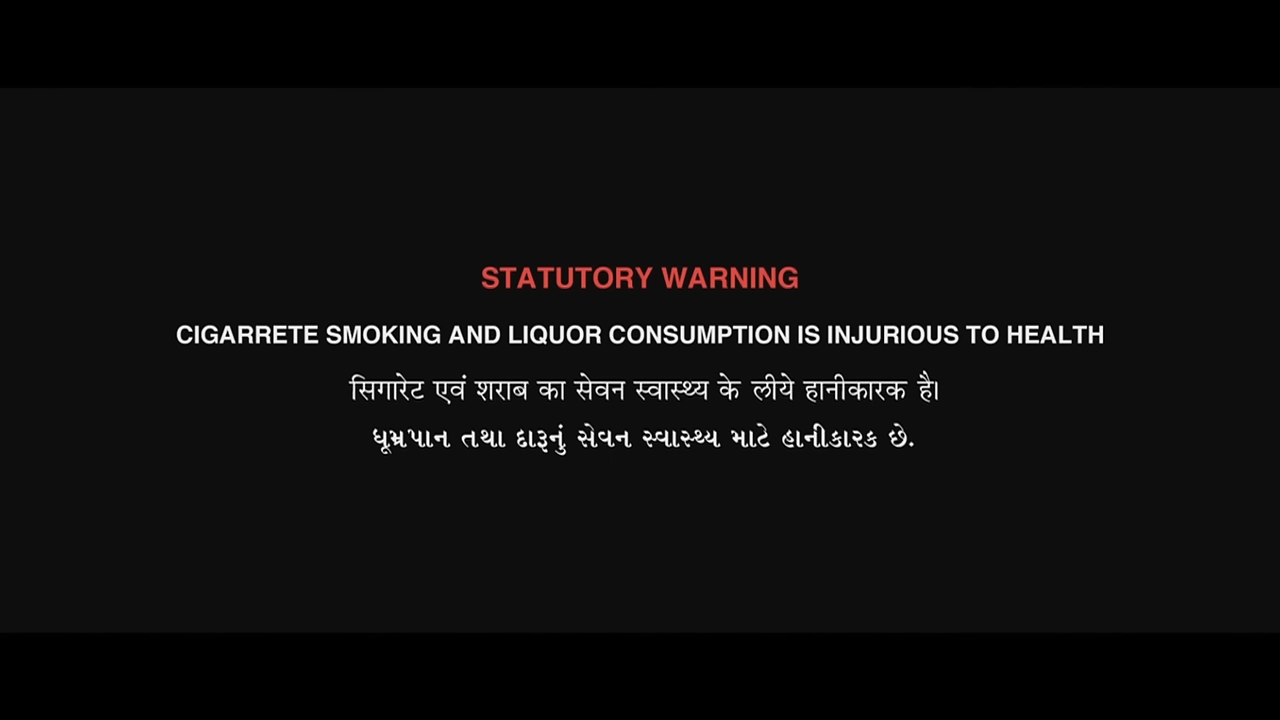 STATUTORY WARNING
CIGARRETE SMOKING AND LIQUOR CONSUMPTION IS INJURIOUS TO HEALTH
सिगारेट एवं शराब का सेवन स्वास्थ्य के लीये हानीकारक है।
ધૂમ્રપાન તથા દારૂનું સેવન સ્વાસ્થ્ય માટે હાનીકારક છે.